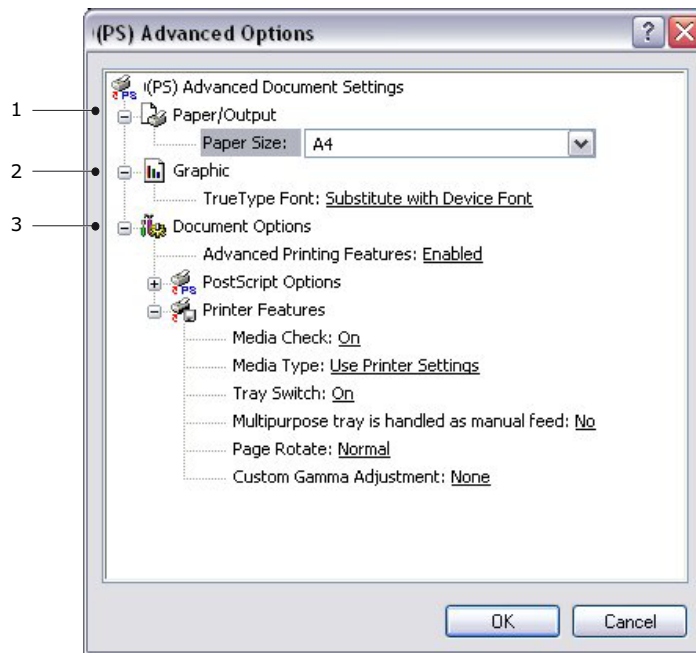 (PS) Advanced Options
(PS) Advanced Document Settings
1
Paper/Output
Paper Size: A4
2
Graphic
TrueType Font: Substitute with Device Font
3
Document Options
Advanced Printing Features: Enabled
PS PostScript Options
Printer Features
Media Check: On
Media Type: Use Printer Settings
Tray Switch: On
Multipurpose tray is handled as manual feed: No
Page Rotate: Normal
Custom Gamma Adjustment: None
OK Cancel